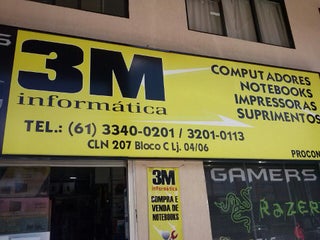 3M
informática
COMPUTADORES
NOTEBOOKS
IMPRESSORAS
SUPRIMENTOS
TEL.: (61) 3340-0201 / 3201-0113
CLN 207 Bloco C Lj. 04/06
PROCON
3M
informática
COMPRA E
VENDA DE
NOTEBOOKS
GAMERS
RAZER